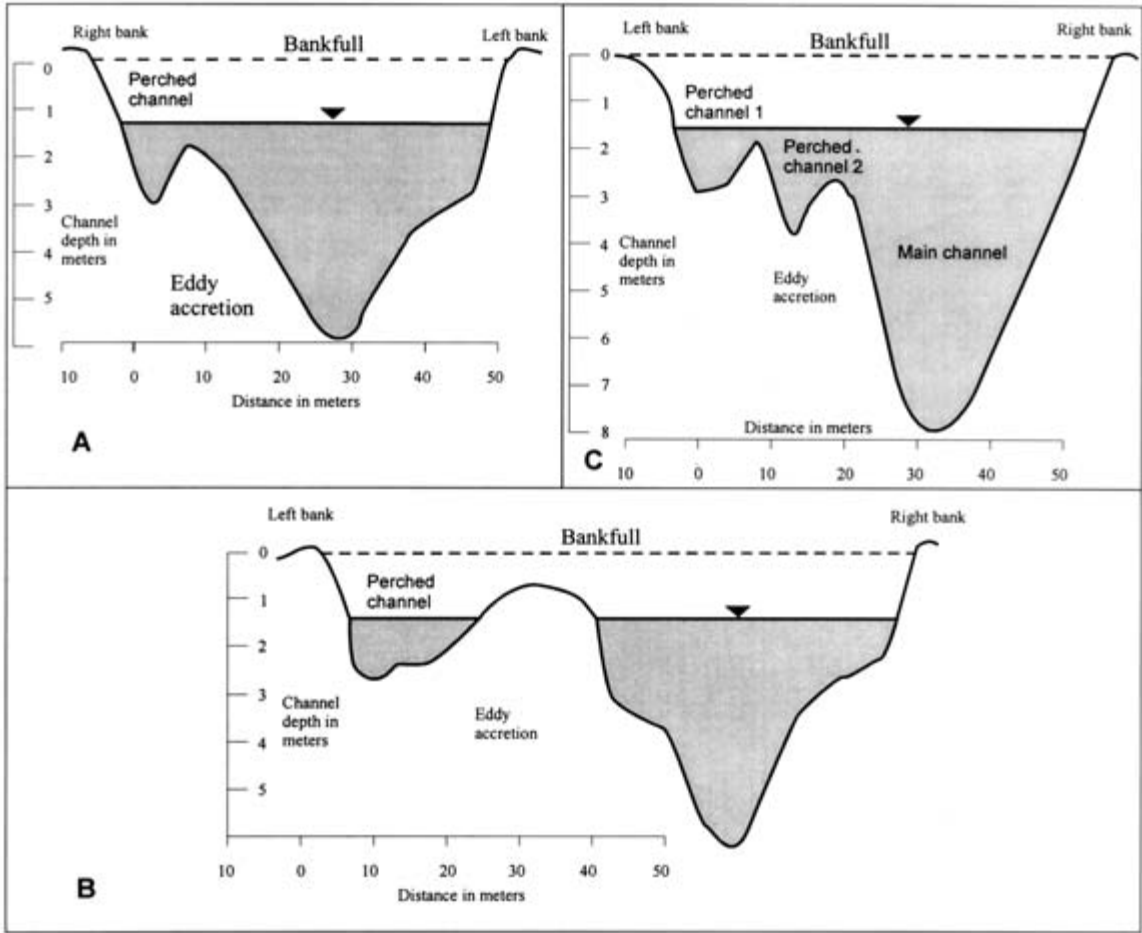 Right bank
Left bank
Bankfull
0
Perched
channel
1
2
3
Channel
depth in
meters
4
Eddy
accretion
5
10 0 10 20 30 40 50
Distance in meters
A
Left bank
Right bank
Bankfull
0
Perched
channel 1
1
2
Perched.
channel 2
3
Channel
depth in
meters
4
Main channel
Eddy
accretion
5
6
7
8
Distance in meters
C
10 0 10 20 30 40 50
Left bank
Right bank
Bankfull
0
Perched
channel
1
2
3
Channel
depth in
meters
Eddy
accretion
4
5
10 0 10 20 30 40 50
Distance in meters
B